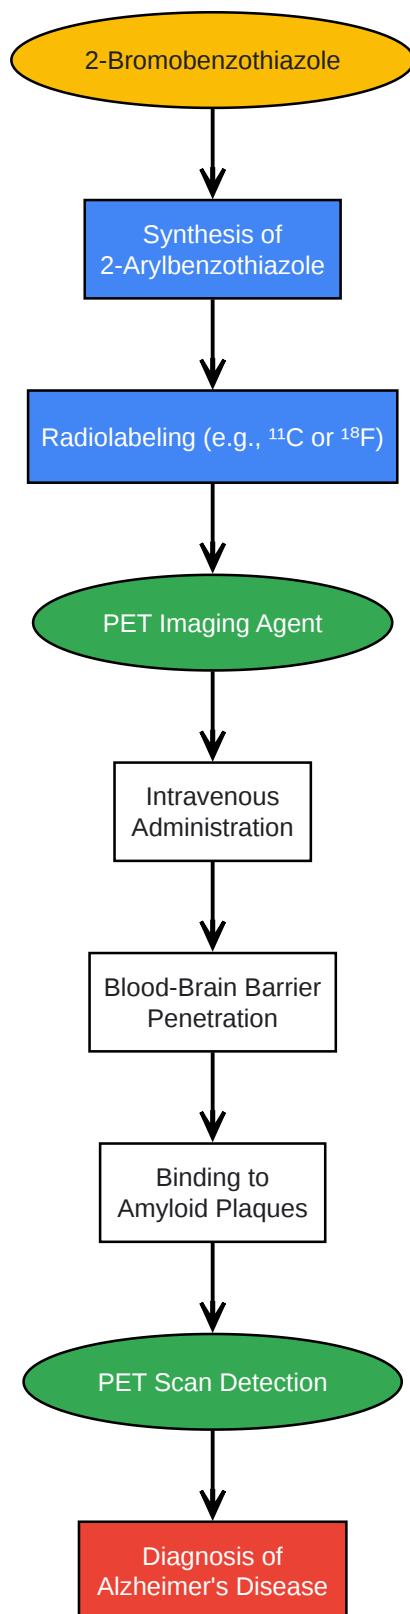 2-Bromobenzothiazole
Synthesis of
2-Arylbenzothiazole
Radiolabeling (e.g., ¹¹C or ¹⁸F)
PET Imaging Agent
Intravenous
Administration
Blood-Brain Barrier
Penetration
Binding to
Amyloid Plaques
PET Scan Detection
Diagnosis of
Alzheimer's Disease